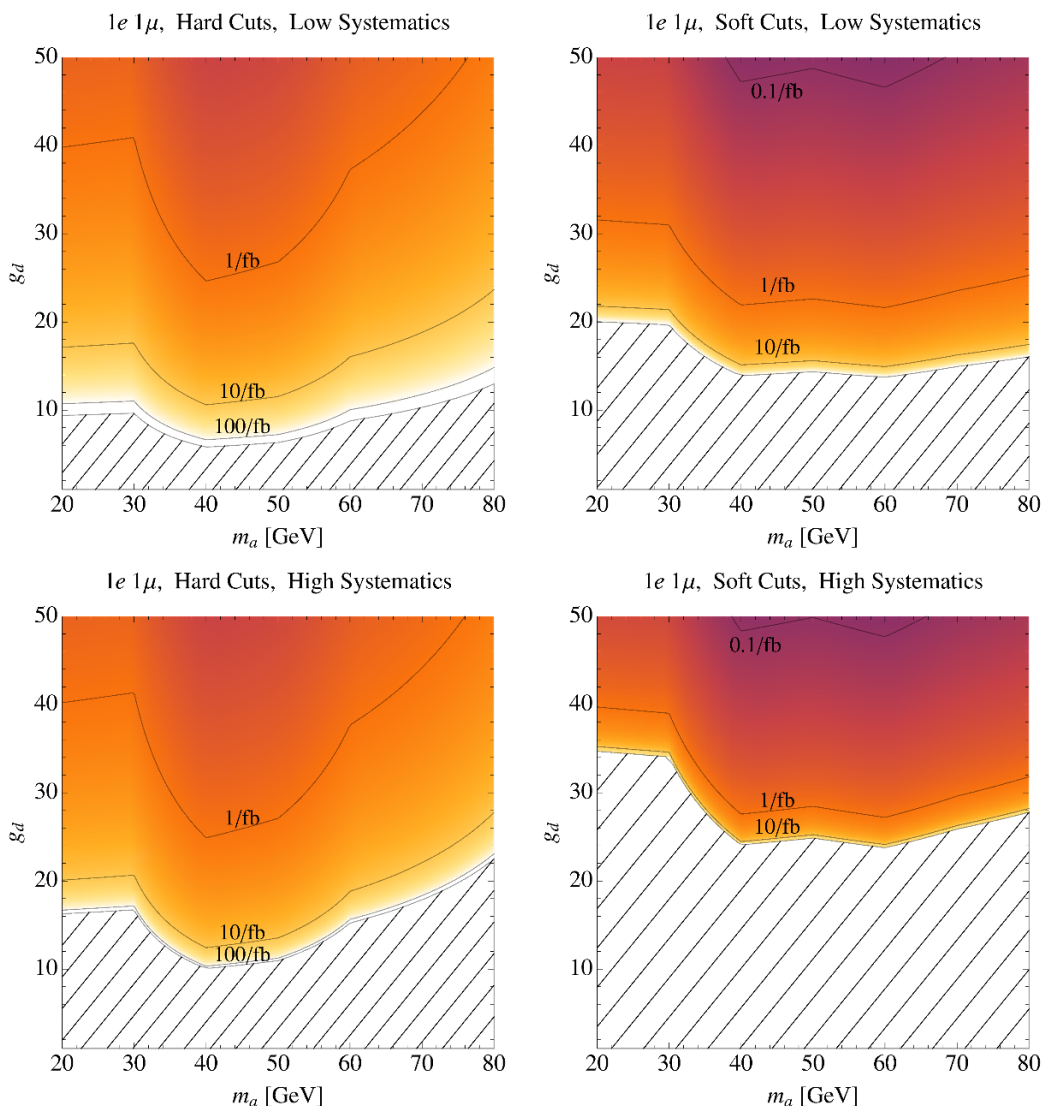 1e 1μ, Hard Cuts, Low Systematics
50
40
30
20
10
g_d
1/fb
10/fb
100/fb
20 30 40 50 60 70 80
m_a [GeV]
1e 1μ, Soft Cuts, Low Systematics
50
40
30
20
10
g_d
0.1/fb
1/fb
10/fb
20 30 40 50 60 70 80
m_a [GeV]
1e 1μ, Hard Cuts, High Systematics
50
40
30
20
10
g_d
1/fb
10/fb
100/fb
20 30 40 50 60 70 80
m_a [GeV]
1e 1μ, Soft Cuts, High Systematics
50
40
30
20
10
g_d
0.1/fb
1/fb
10/fb
20 30 40 50 60 70 80
m_a [GeV]